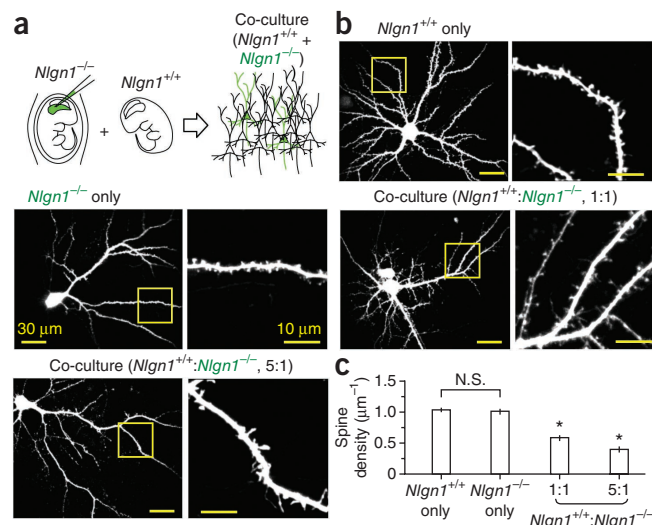 a
Nlgn1−/−
Nlgn1+/+
Co-culture
(Nlgn1+/+ +
Nlgn1−/−)
+
Nlgn1−/− only
30 µm
10 µm
Co-culture (Nlgn1+/+:Nlgn1−/−, 5:1)
b
Nlgn1+/+ only
Co-culture (Nlgn1+/+:Nlgn1−/−, 1:1)
c
Spine
density (µm−1)
1.5
1.0
0.5
0
N.S.
*
*
Nlgn1+/+
only
Nlgn1−/−
only
1:1
5:1
Nlgn1+/+:Nlgn1−/−